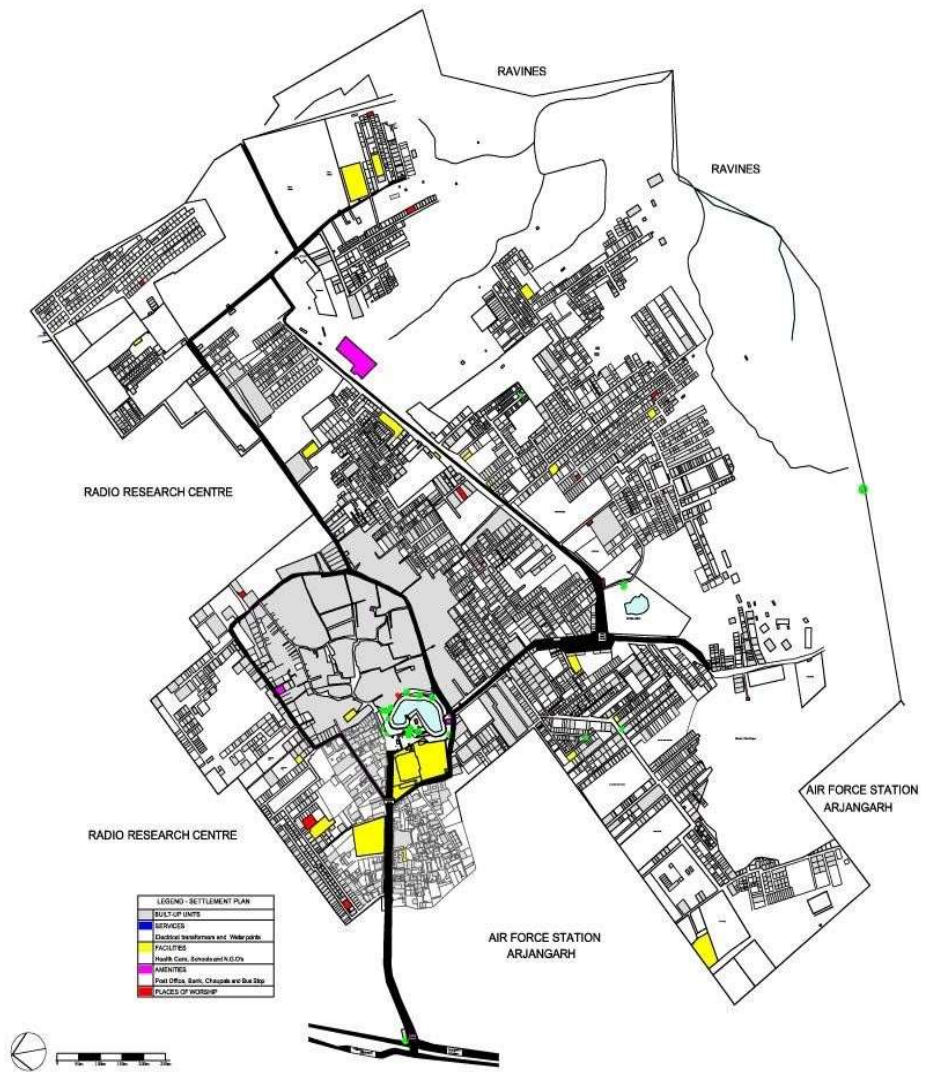 RAVINES
RAVINES
RADIO RESEARCH CENTRE
AIR FORCE STATION
ARJANGARH
RADIO RESEARCH CENTRE
AIR FORCE STATION
ARJANGARH
LEGEND - SETTLEMENT PLAN
BUILT-UP UNITS
SERVICES
Electrical transformers and Water points
FACILITIES
Health Care, Schools and N.G.O's
AMENITIES
Post Office, Bank, Chaupals and Bus Stop
PLACES OF WORSHIP